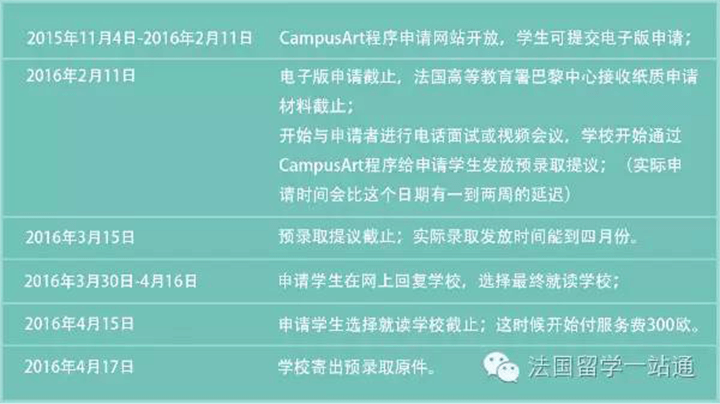 2015年11月4日-2016年2月11日 CampusArt程序申请网站开放，学生可提交电子版申请；
2016年2月11日 电子版申请截止，法国高等教育署巴黎中心接收纸质申请
材料截止；
开始与申请者进行电话面试或视频会议，学校开始通过
CampusArt程序给申请学生发放预录取提议；（实际申
请时间会比这个日期有一到两周的延迟）
2016年3月15日 预录取提议截止；实际录取发放时间能到四月份。
2016年3月30日-4月16日 申请学生在网上回复学校，选择最终就读学校；
2016年4月15日 申请学生选择就读学校截止；这时候开始付服务费300欧。
2016年4月17日 学校寄出预录取原件。
法国留学一站通